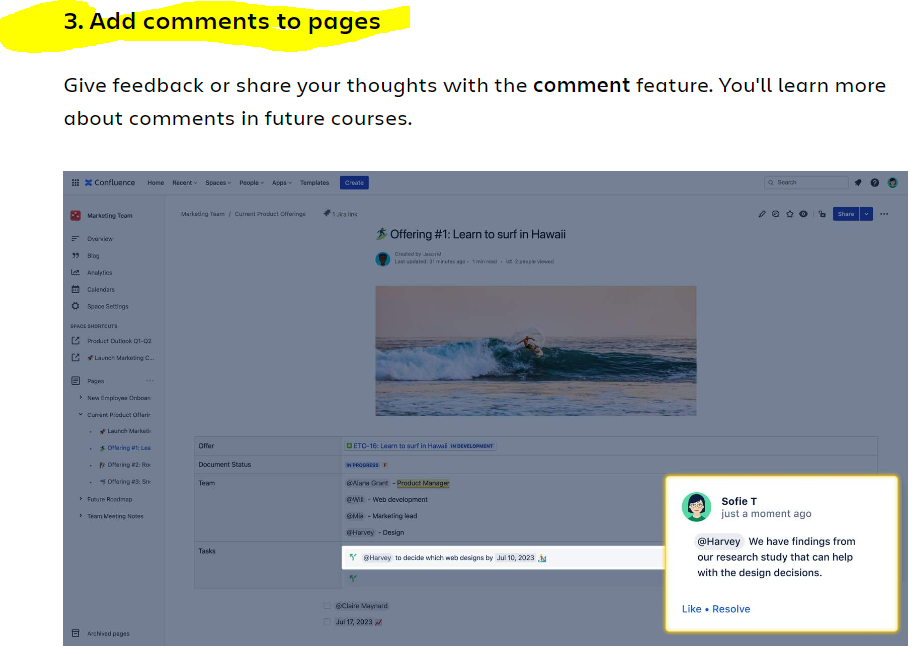 3. Add comments to pages
Give feedback or share your thoughts with the comment feature. You'll learn more
about comments in future courses.
Confluence Home Recent Spaces People Apps Templates Create Search
Marketing Team
Marketing Team / Current Product Offerings 1 Jira link
Share
Overview
Blog
Analytics
Calendars
Space Settings
SPACE SHORTCUTS
Product Outlook Q1-Q2
Launch Marketing C...
Pages
New Employee Onboar
Current Product Offerin
Launch Marketi
Offering #1: Lea
Offering #2: Ro
Offering #3: Sn
Future Roadmap
Team Meeting Notes
Archived pages
Offering #1: Learn to surf in Hawaii
Created by
Last updated: 31 minutes ago • 1 min read • 3 people viewed
Offer ETO-16: Learn to surf in Hawaii IN DEVELOPMENT
Document Status IN PROGRESS
Team @Alana Grant - Product Manager
@Will - Web development
@Mia - Marketing lead
@Harvey - Design
Tasks @Harvey to decide which web designs by Jul 10, 2023
@Claire Maynard
Jul 17, 2023
Sofie T
just a moment ago
@Harvey We have findings from
our research study that can help
with the design decisions.
Like • Resolve